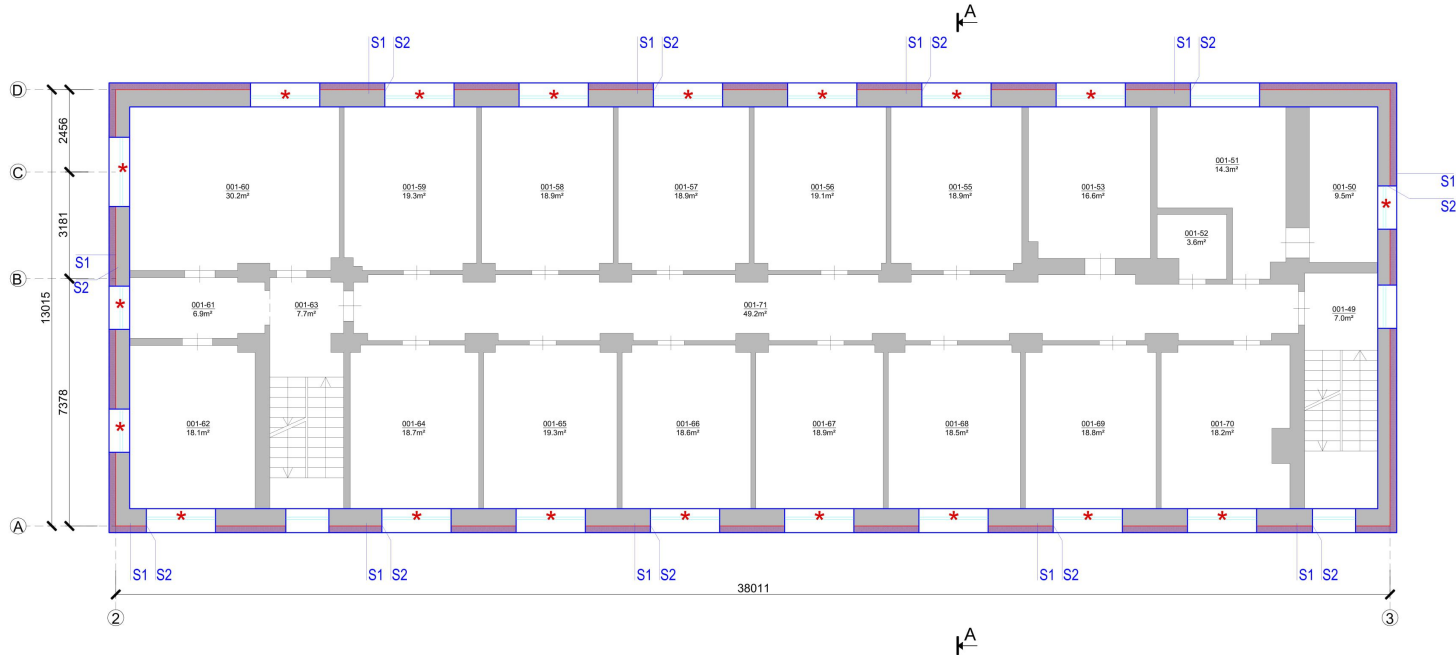 A
S1 S2
S1 S2
S1 S2
S1 S2
D
*
*
*
*
*
*
*
2456
C
*
001-51
14.3m²
S1
001-60
30.2m²
001-59
19.3m²
001-58
18.9m²
001-57
18.9m²
001-56
19.1m²
001-55
18.9m²
001-53
16.6m²
001-50
9.5m²
*
S2
3181
001-52
3.6m²
S1
B
S2
13015
*
001-61
6.9m²
001-63
7.7m²
001-71
49.2m²
001-49
7.0m²
7378
*
001-62
18.1m²
001-64
18.7m²
001-65
19.3m²
001-66
18.6m²
001-67
18.9m²
001-68
18.5m²
001-69
18.8m²
001-70
18.2m²
*
*
*
*
*
*
*
*
A
S1 S2
S1 S2
S1 S2
S1 S2
S1 S2
38011
2
3
A